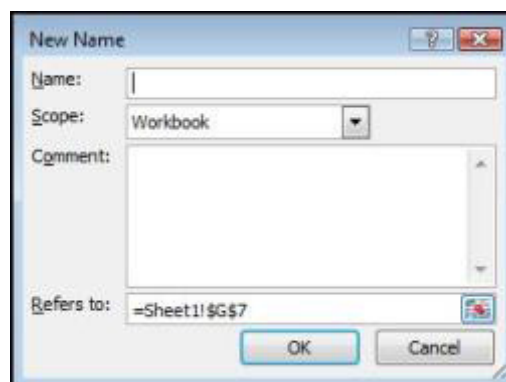 New Name
Name:
Scope: Workbook
Comment:
Refers to: =Sheet1!$G$7
OK Cancel